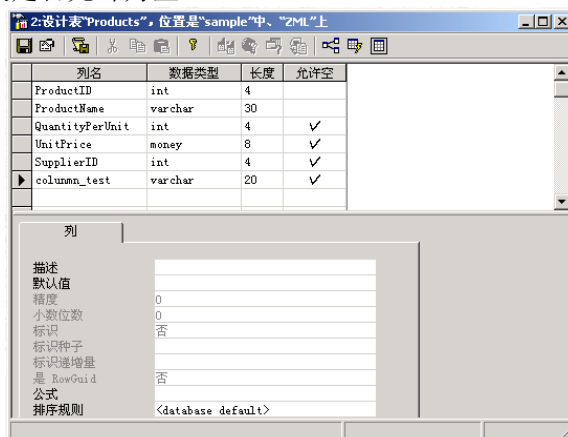 2:设计表"Products"，位置是"sample"中、"ZML"上
列名 数据类型 长度 允许空
ProductID int 4
ProductName varchar 30
QuantityPerUnit int 4 ✓
UnitPrice money 8 ✓
SupplierID int 4 ✓
colunmn_test varchar 20 ✓
列
描述
默认值
精度 0
小数位数 0
标识 否
标识种子
标识递增量
是 RowGuid 否
公式
排序规则 <database default>